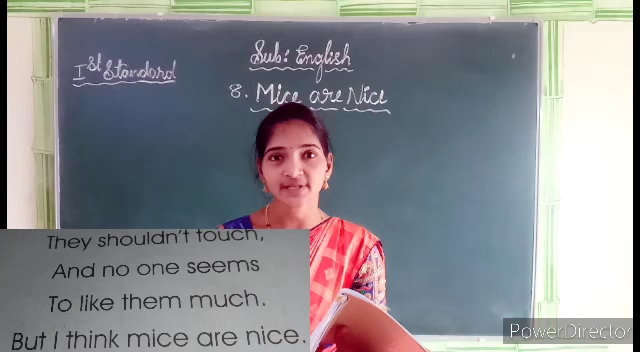 Sub: English
Ist Standard
8. Mice are Nice
They shouldn't touch,
And no one seems
To like them much.
But I think mice are nice.
PowerDirector